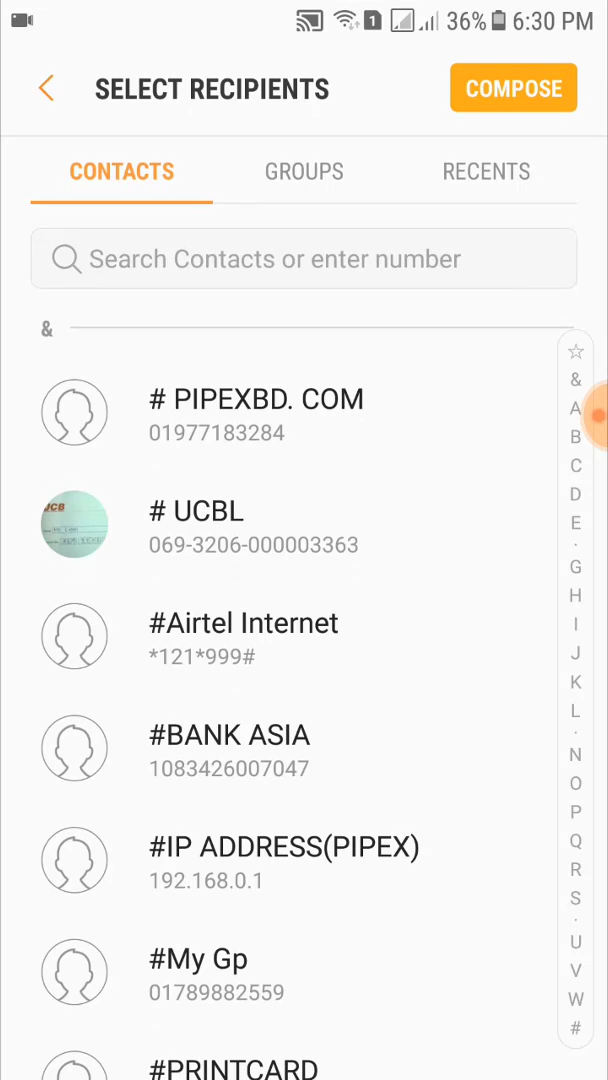 1 36% 6:30 PM
SELECT RECIPIENTS COMPOSE
CONTACTS GROUPS RECENTS
Search Contacts or enter number
&
# PIPEXBD. COM
01977183284
UCB
# UCBL
069-3206-000003363
#Airtel Internet
*121*999#
#BANK ASIA
1083426007047
#IP ADDRESS(PIPEX)
192.168.0.1
#My Gp
01789882559
#PRINTCARD
☆
&
A
B
C
D
E
.
G
H
I
J
K
L
.
N
O
P
Q
R
S
.
U
V
W
#